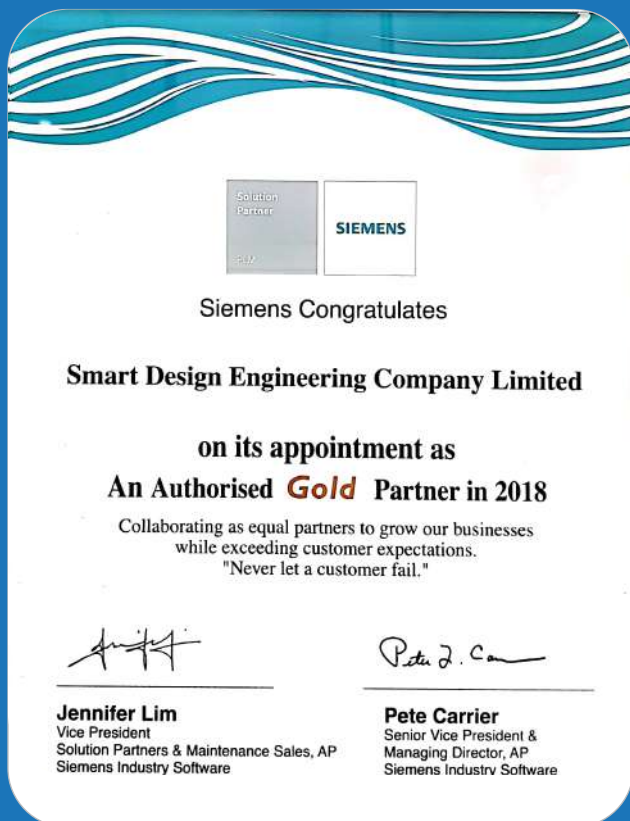 Solution
Partner
PLM
SIEMENS
Siemens Congratulates
Smart Design Engineering Company Limited
on its appointment as
An Authorised Gold Partner in 2018
Collaborating as equal partners to grow our businesses
while exceeding customer expectations.
"Never let a customer fail."
Peter J. Car
Jennifer Lim
Vice President
Solution Partners & Maintenance Sales, AP
Siemens Industry Software
Pete Carrier
Senior Vice President &
Managing Director, AP
Siemens Industry Software